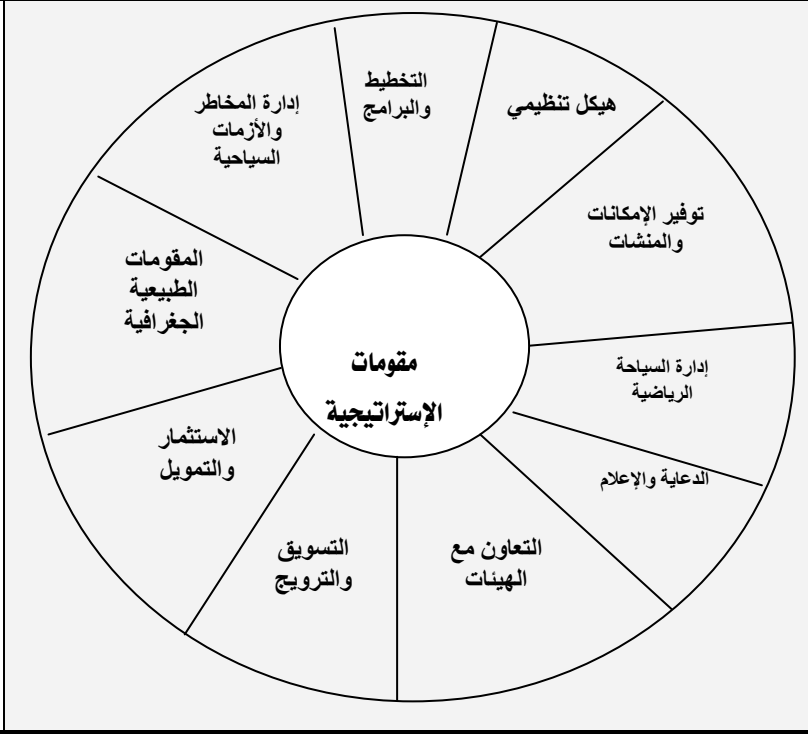 التخطيط
والبرامج
هيكل تنظيمي
توفير الإمكانات
والمنشات
إدارة السياحة
الرياضية
الدعاية والإعلام
التعاون مع
الهيئات
التسويق
والترويج
الاستثمار
والتمويل
المقومات
الطبيعية
الجغرافية
إدارة المخاطر
والأزمات
السياحية
مقومات
الإستراتيجية